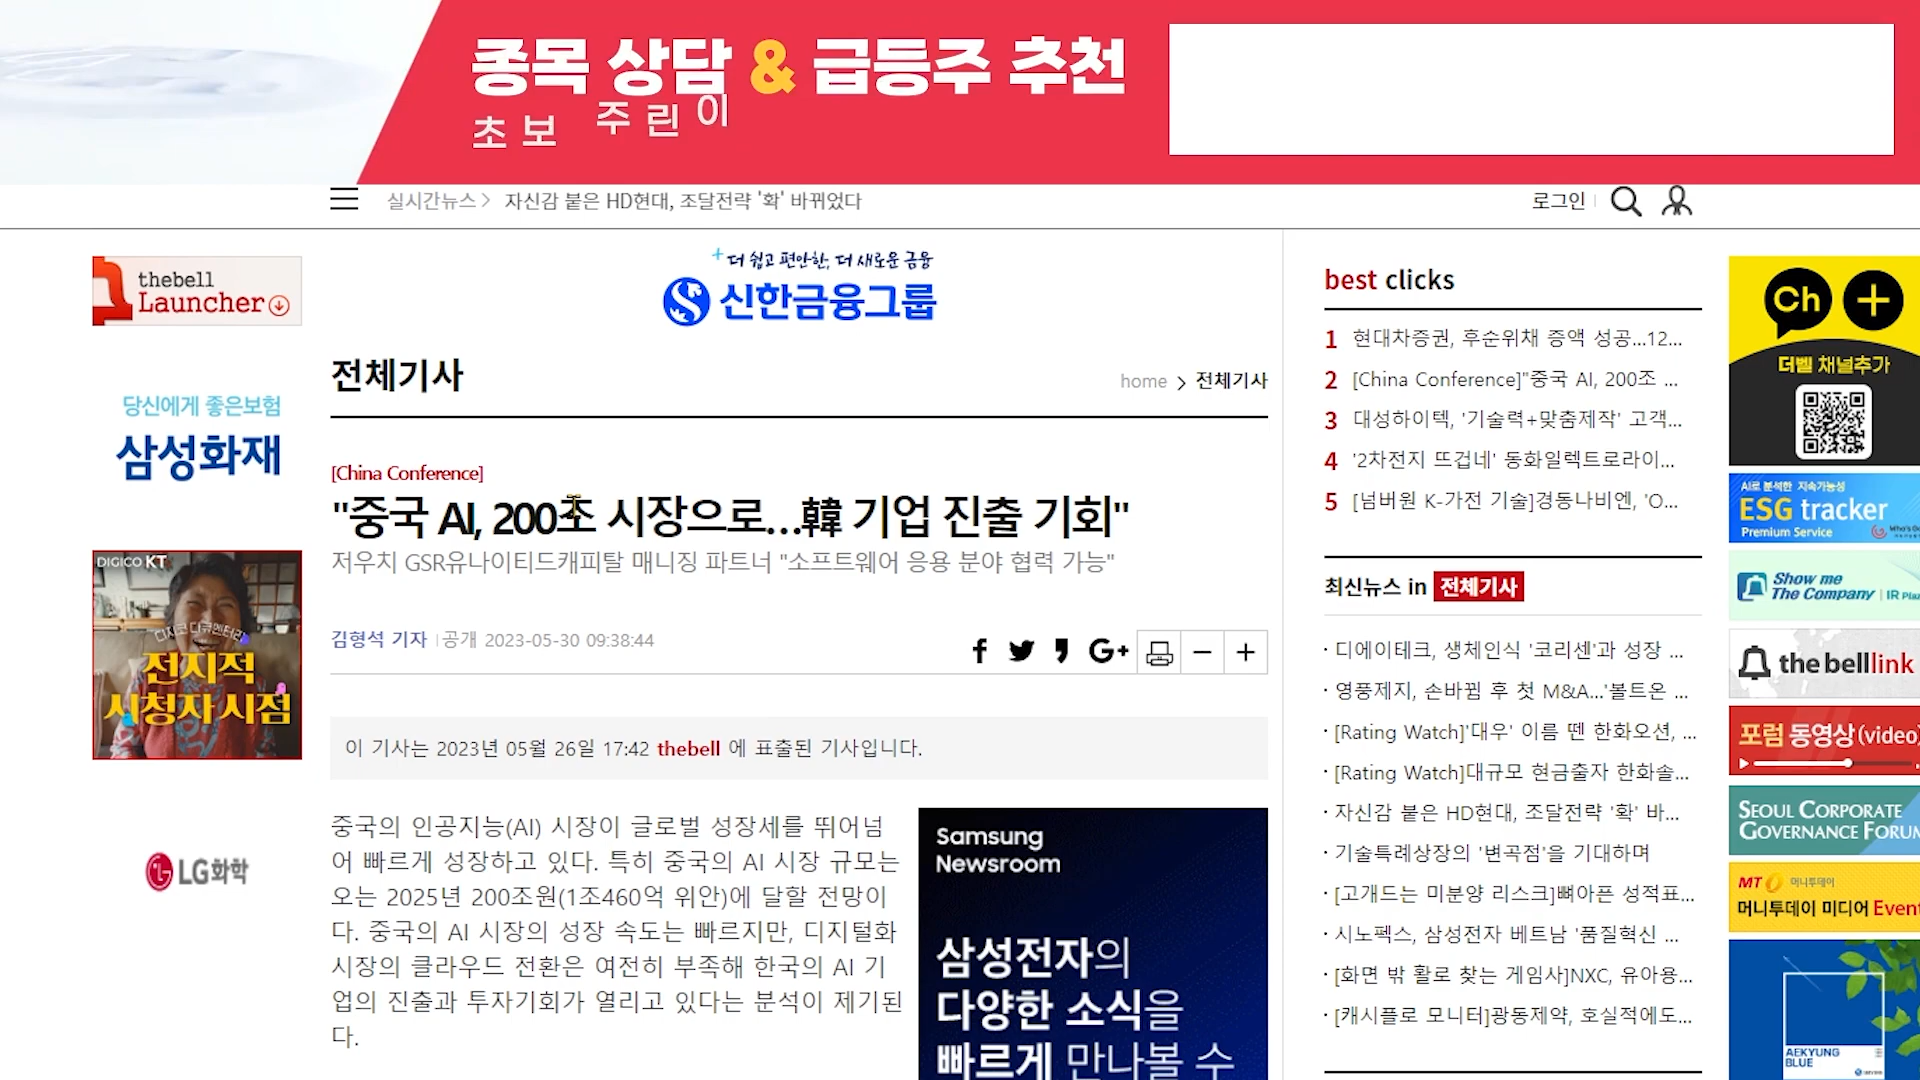 종목 상담 & 급등주 추천
초보 주린이
실시간뉴스 > 자신감 붙은 HD현대, 조달전략 '확' 바뀌었다
로그인
thebell
Launcher
당신에게 좋은보험
삼성화재
DIGICO KT
디지코 다큐멘터리
전지적
시청자 시점
LG화학
더 쉽고 편안한, 더 새로운 금융
신한금융그룹
전체기사
home > 전체기사
[China Conference]
"중국 AI, 200조 시장으로...韓 기업 진출 기회"
저우치 GSR유나이티드캐피탈 매니징 파트너 "소프트웨어 응용 분야 협력 가능"
김형석 기자 공개 2023-05-30 09:38:44
이 기사는 2023년 05월 26일 17:42 thebell 에 표출된 기사입니다.
중국의 인공지능(AI) 시장이 글로벌 성장세를 뛰어넘
어 빠르게 성장하고 있다. 특히 중국의 AI 시장 규모는
오는 2025년 200조원(1조460억 위안)에 달할 전망이
다. 중국의 AI 시장의 성장 속도는 빠르지만, 디지털화
시장의 클라우드 전환은 여전히 부족해 한국의 AI 기
업의 진출과 투자기회가 열리고 있다는 분석이 제기된
다.
Samsung
Newsroom
삼성전자의
다양한 소식을
빠르게 만나볼 수
best clicks
1 현대차증권, 후순위채 증액 성공...12...
2 [China Conference]"중국 AI, 200조 ...
3 대성하이텍, '기술력+맞춤제작' 고객...
4 '2차전지 뜨겁네' 동화일렉트로라이...
5 [넘버원 K-가전 기술]경동나비엔, 'O...
최신뉴스 in 전체기사
· 디에이테크, 생체인식 '코리센'과 성장 ...
· 영풍제지, 손바뀜 후 첫 M&A...'볼트온 ...
· [Rating Watch]'대우' 이름 뗀 한화오션, ...
· [Rating Watch]대규모 현금출자 한화솔...
· 자신감 붙은 HD현대, 조달전략 '확' 바...
· 기술특례상장의 '변곡점'을 기대하며
· [고개드는 미분양 리스크]뼈아픈 성적표...
· 시노펙스, 삼성전자 베트남 '품질혁신 ...
· [화면 밖 활로 찾는 게임사]NXC, 유아용...
· [캐시플로 모니터]광동제약, 호실적에도...
Ch +
더벨 채널추가
AI로 분석한 지속가능성
ESG tracker
Premium Service
Show me
The Company | IR Plaz
the bell link
포럼 동영상(video)
SEOUL CORPORATE
GOVERNANCE FORUM
MT 머니투데이
머니투데이 미디어 Event
AEKYUNG
BLUE